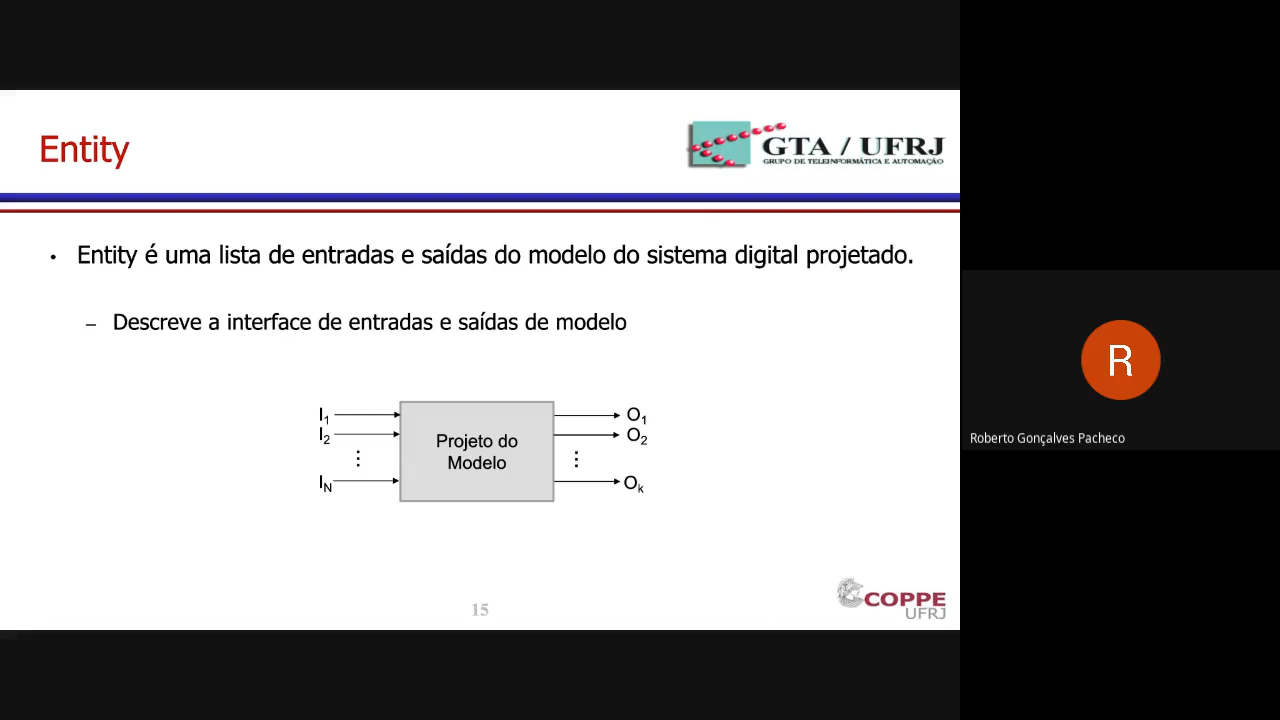 Entity
GTA / UFRJ
GRUPO DE TELEINFORMÁTICA E AUTOMAÇÃO
• Entity é uma lista de entradas e saídas do modelo do sistema digital projetado.
– Descreve a interface de entradas e saídas de modelo
I1
I2
⋮
IN
Projeto do
Modelo
O1
O2
⋮
Ok
15
COPPE
UFRJ
R
Roberto Gonçalves Pacheco